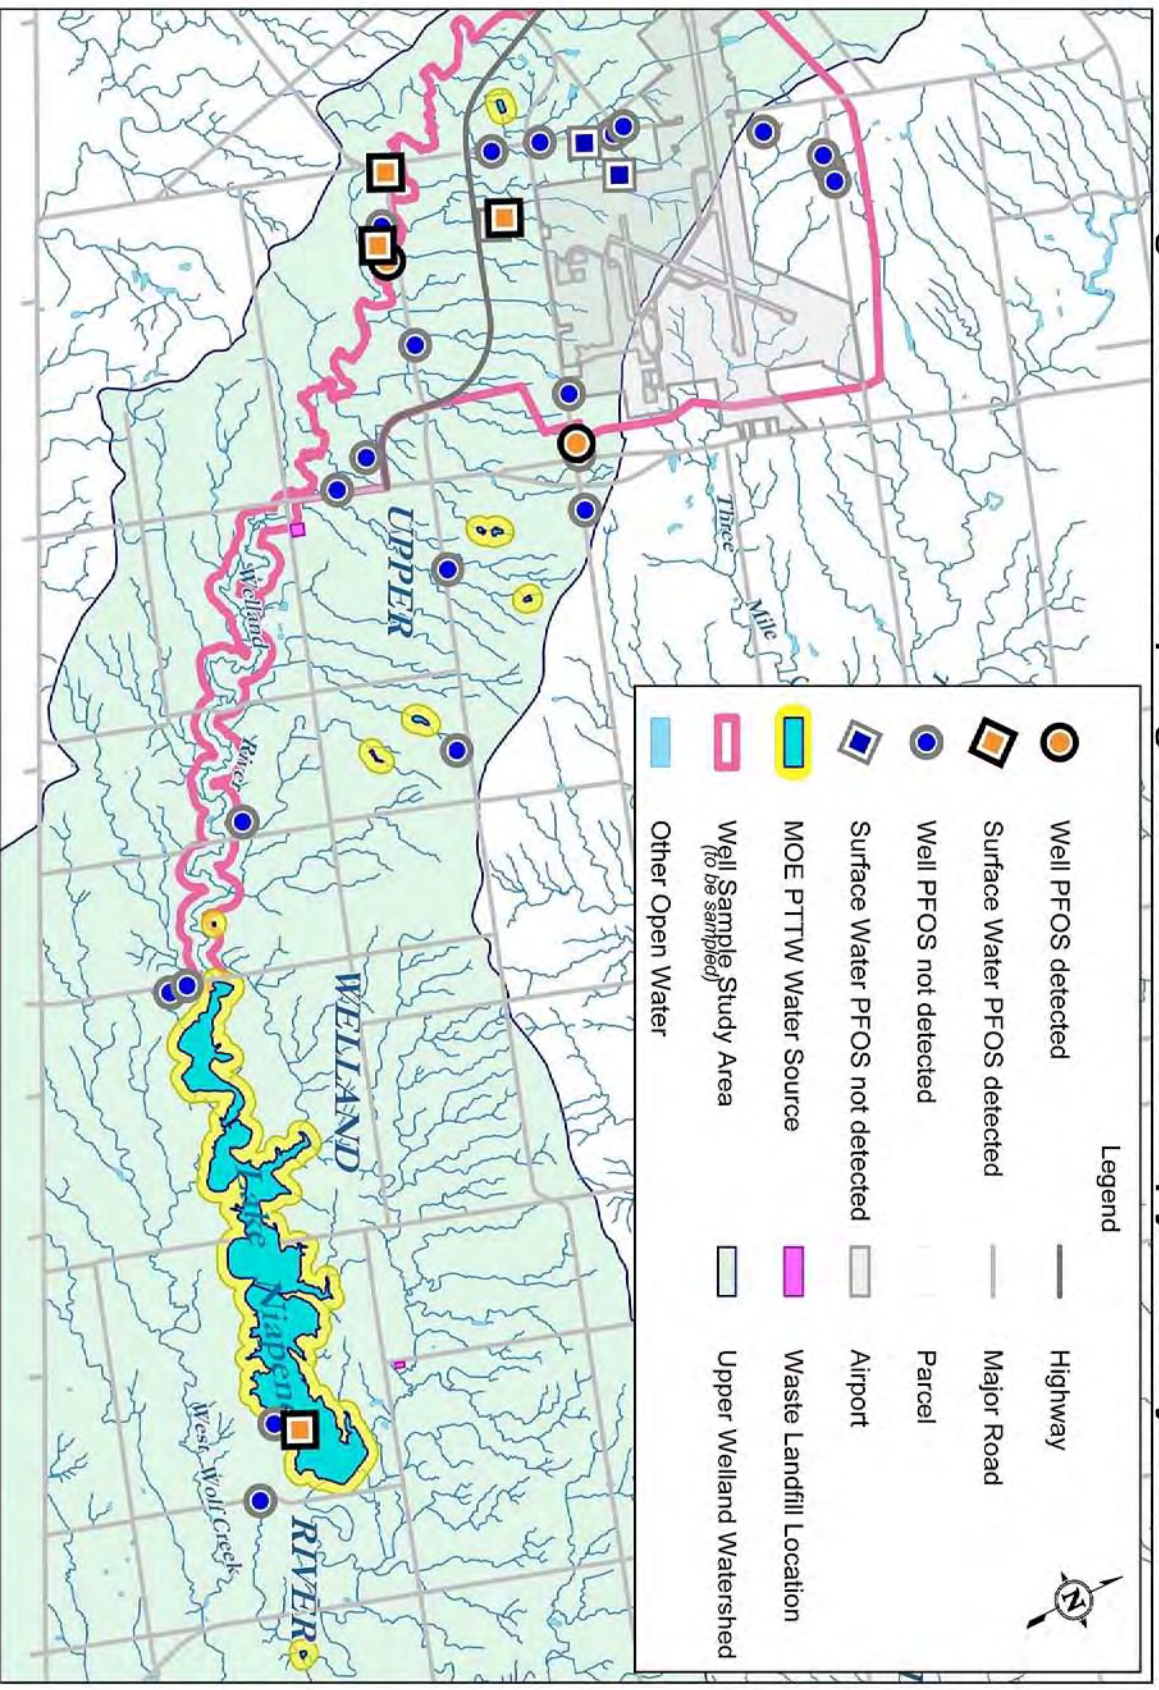 Legend
Well PFOS detected
Surface Water PFOS detected
Well PFOS not detected
Surface Water PFOS not detected
MOE PTTW Water Source
Well Sample Study Area
(to be sampled)
Other Open Water
Highway
Major Road
Parcel
Airport
Waste Landfill Location
Upper Welland Watershed
N
Three
Mile
UPPER
WELLAND
RIVER
Welland
River
Lake
Niapenco
West Wolf Creek